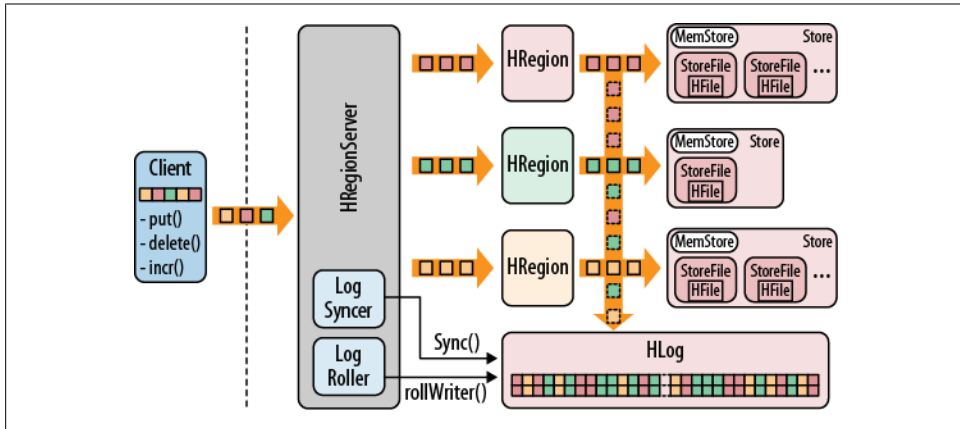 Client
- put()
- delete()
- incr()
HRegionServer
Log
Syncer
Log
Roller
HRegion
MemStore
Store
StoreFile
HFile
StoreFile
HFile
...
HRegion
MemStore
Store
StoreFile
HFile
HRegion
MemStore
Store
StoreFile
HFile
StoreFile
HFile
...
Sync()
rollWriter()
HLog